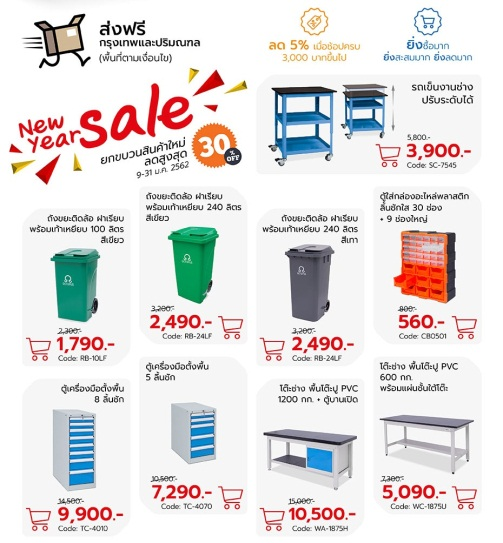 ส่งฟรี
กรุงเทพและปริมณฑล
(พื้นที่ตามเงื่อนไข)
ลด 5% เมื่อช้อปครบ
3,000 บาทขึ้นไป
ยิ่งซื้อมาก
ยิ่งสะสมมาก ยิ่งลดมาก
New Year Sale
ยกขบวนสินค้าใหม่
ลดสูงสุด
30% OFF
9-31 ม.ค. 2562
รถเข็นงานช่าง
ปรับระดับได้
5,800.-
3,900.-
Code: SC-7545
ถังขยะติดล้อ ฝาเรียบ
พร้อมเท้าเหยียบ 100 ลิตร
สีเขียว
2,300.-
1,790.-
Code: RB-10LF
ถังขยะติดล้อ ฝาเรียบ
พร้อมเท้าเหยียบ 240 ลิตร
สีเขียว
3,200.-
2,490.-
Code: RB-24LF
ถังขยะติดล้อ ฝาเรียบ
พร้อมเท้าเหยียบ 240 ลิตร
สีเทา
3,200.-
2,490.-
Code: RB-24LF
ตู้ใส่กล่องอะไหล่พลาสติก
ลิ้นชักใส 30 ช่อง
+ 9 ช่องใหญ่
800.-
560.-
Code: CB0501
ตู้เครื่องมือตั้งพื้น
8 ลิ้นชัก
14,500.-
9,900.-
Code: TC-4010
ตู้เครื่องมือตั้งพื้น
5 ลิ้นชัก
10,500.-
7,290.-
Code: TC-4070
โต๊ะช่าง พื้นโต๊ะปู PVC
1200 กก. + ตู้บานเปิด
15,000.-
10,500.-
Code: WA-1875H
โต๊ะช่าง พื้นโต๊ะปู PVC
600 กก.
พร้อมแผ่นชั้นใต้โต๊ะ
7,300.-
5,090.-
Code: WC-1875U